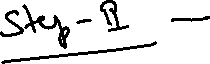 Step-II —